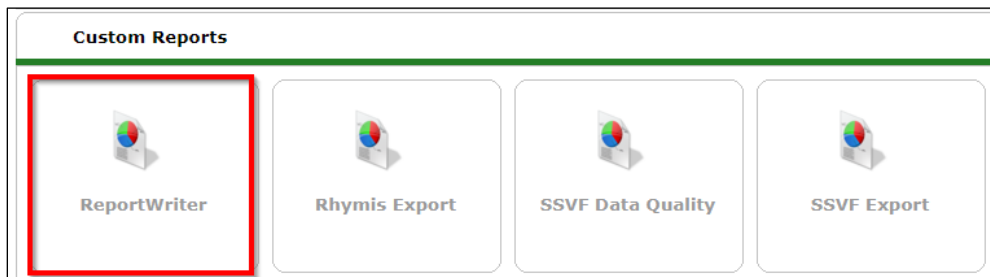 Custom Reports
ReportWriter
Rhymis Export
SSVF Data Quality
SSVF Export